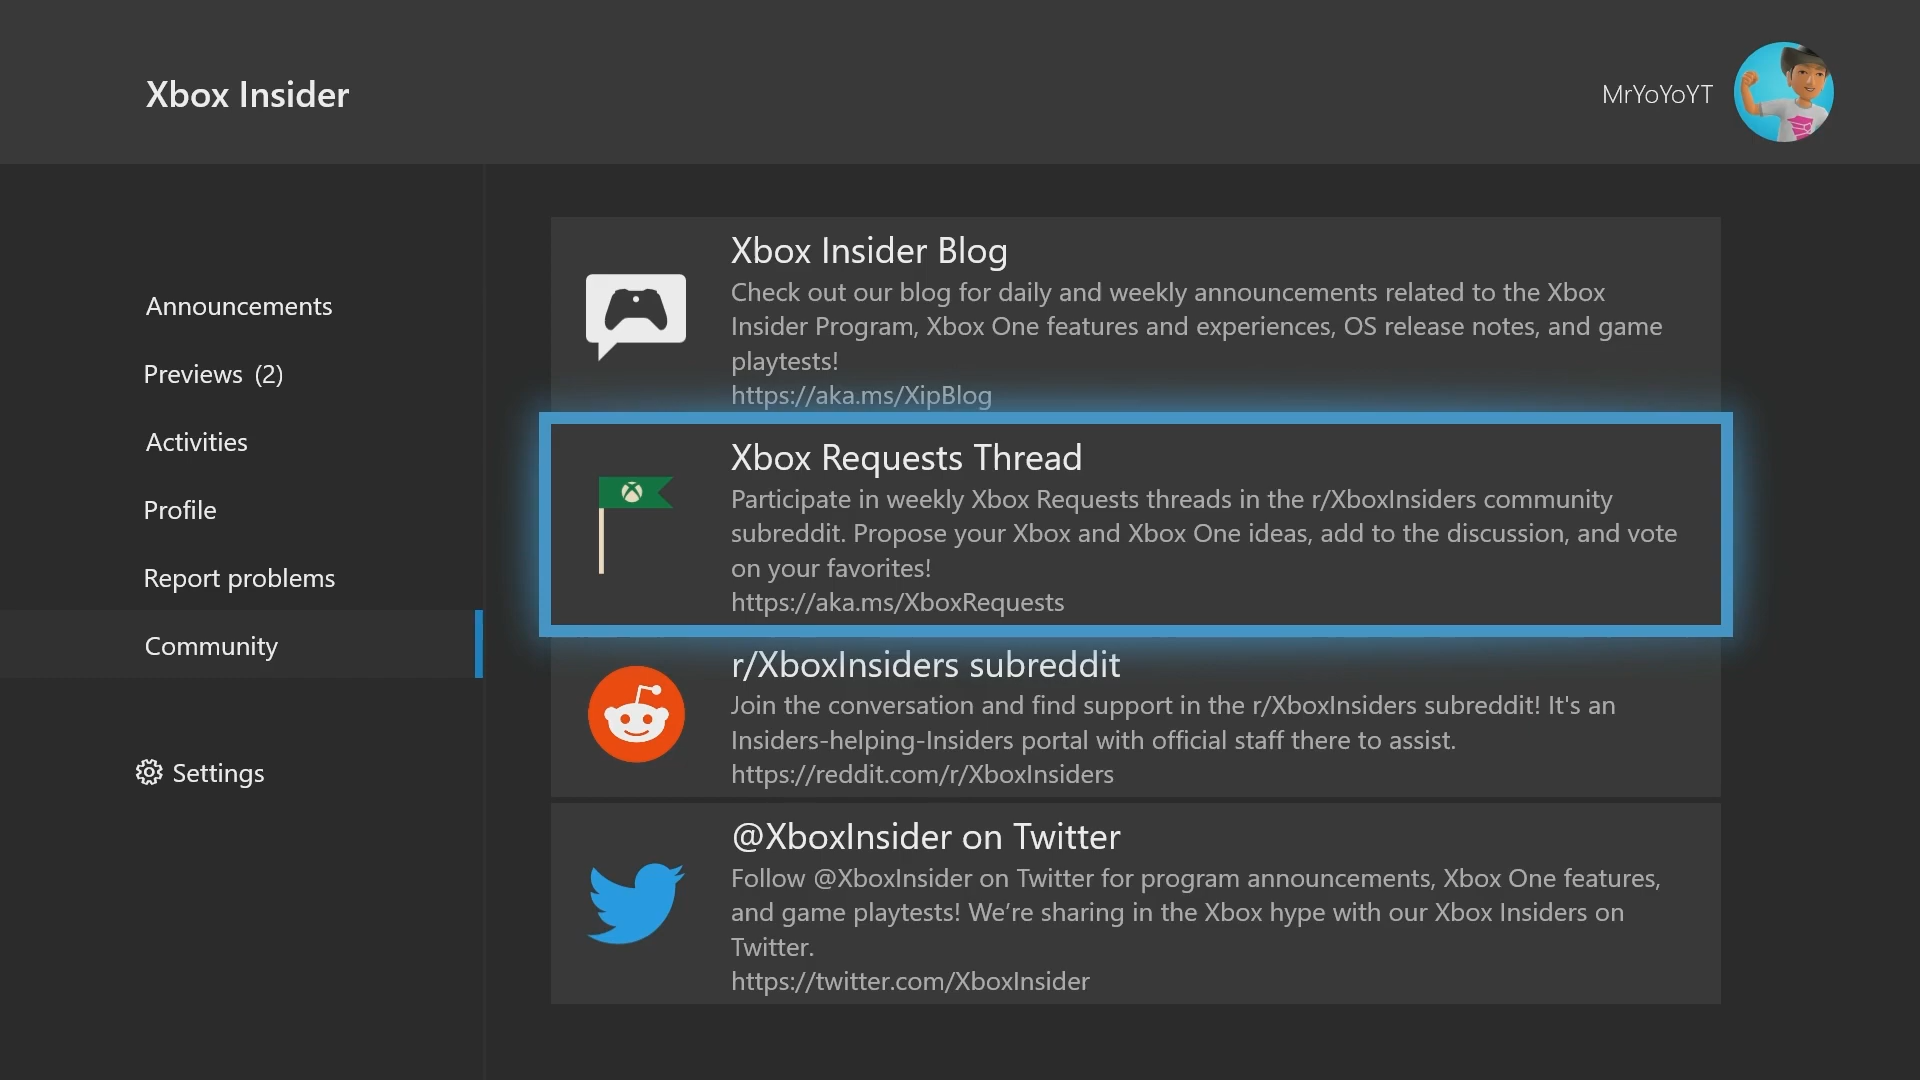 Xbox Insider
MrYoYoYT
Announcements
Previews (2)
Activities
Profile
Report problems
Community
Settings
Xbox Insider Blog
Check out our blog for daily and weekly announcements related to the Xbox
Insider Program, Xbox One features and experiences, OS release notes, and game
playtests!
https://aka.ms/XipBlog
Xbox Requests Thread
Participate in weekly Xbox Requests threads in the r/XboxInsiders community
subreddit. Propose your Xbox and Xbox One ideas, add to the discussion, and vote
on your favorites!
https://aka.ms/XboxRequests
r/XboxInsiders subreddit
Join the conversation and find support in the r/XboxInsiders subreddit! It's an
Insiders-helping-Insiders portal with official staff there to assist.
https://reddit.com/r/XboxInsiders
@XboxInsider on Twitter
Follow @XboxInsider on Twitter for program announcements, Xbox One features,
and game playtests! We’re sharing in the Xbox hype with our Xbox Insiders on
Twitter.
https://twitter.com/XboxInsider